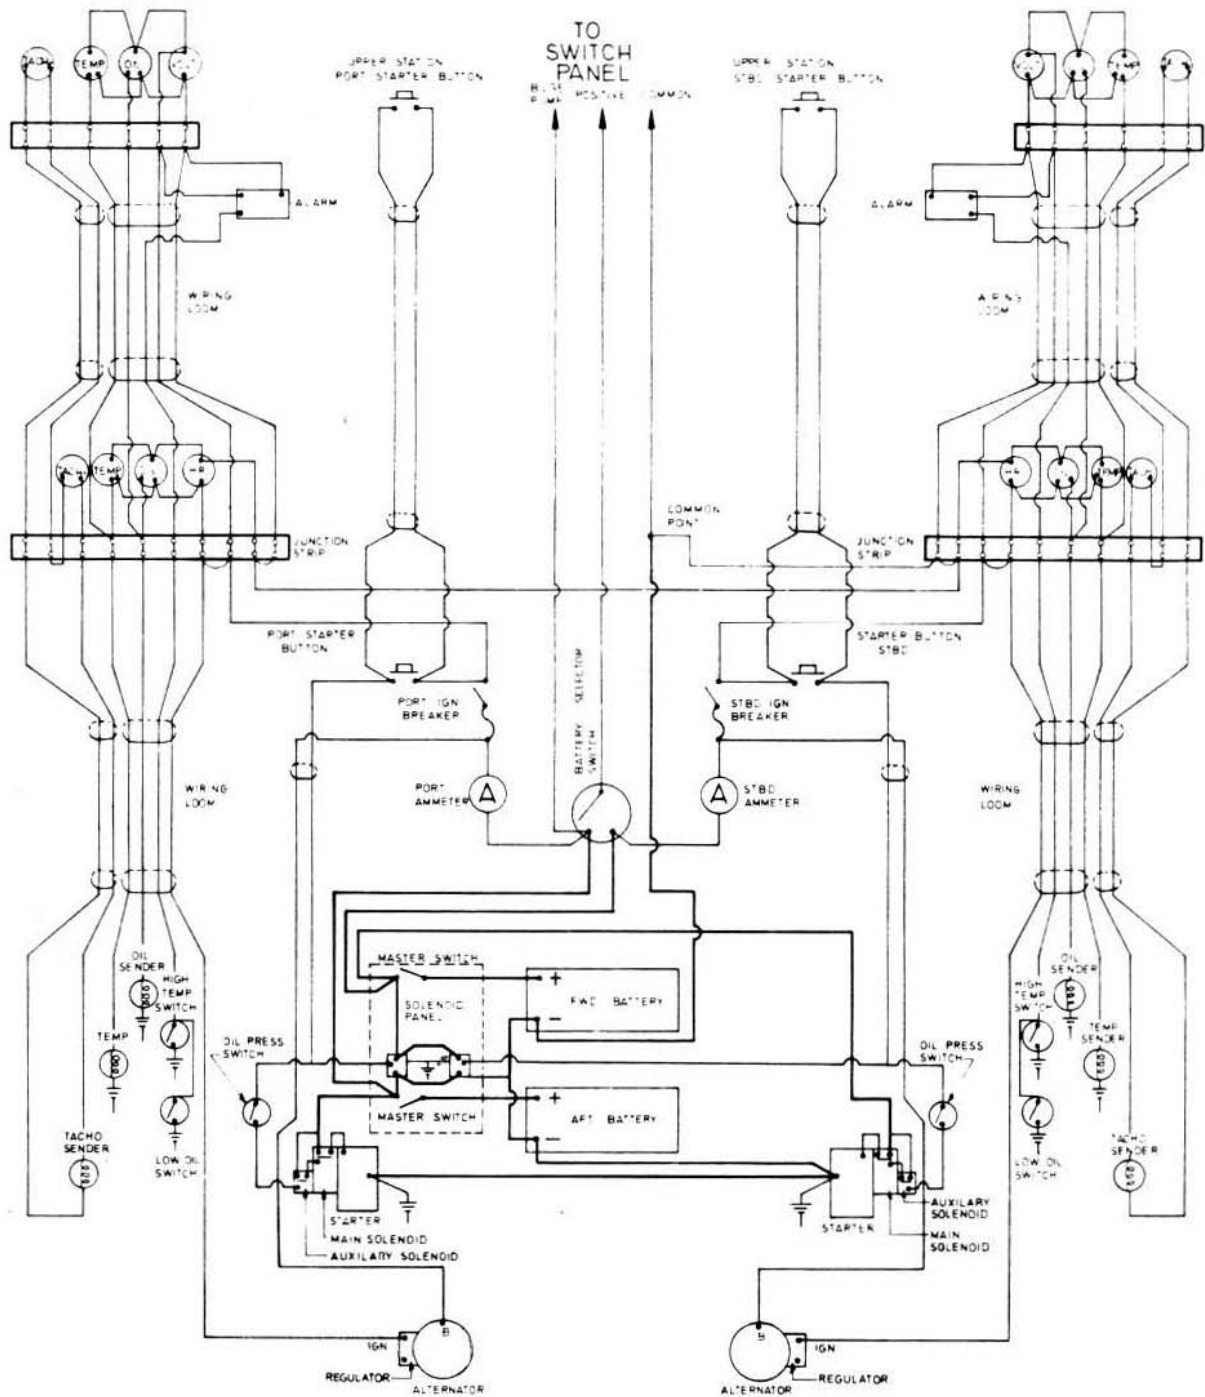 TO
SWITCH
PANEL
POSITIVE COMMON
UPPER STATION
PORT STARTER BUTTON
UPPER STATION
STBD STARTER BUTTON
TACH
TEMP
OIL
VOLT
VOLT
TEMP
ALARM
ALARM
WIRING
LOOM
WIRING
LOOM
TACH
TEMP
HR
HR
TEMP
TACH
COMMON
POINT
JUNCTION
STRIP
JUNCTION
STRIP
PORT STARTER
BUTTON
STARTER BUTTON
STBD
BATTERY SELECTOR
SWITCH
PORT IGN
BREAKER
STBD IGN
BREAKER
WIRING
LOOM
PORT
AMMETER
A
A
STBD
AMMETER
WIRING
LOOM
MASTER SWITCH
SOLENOID
PANEL
+
FWD BATTERY
−
OIL
SENDER
HIGH
TEMP
SWITCH
TEMP
OIL PRESS
SWITCH
OIL PRESS
SWITCH
OIL
SENDER
HIGH
TEMP
SWITCH
TEMP
SENDER
MASTER SWITCH
+
AFT BATTERY
−
TACHO
SENDER
LOW OIL
SWITCH
LOW OIL
SWITCH
TACHO
SENDER
STARTER
MAIN SOLENOID
AUXILARY SOLENOID
STARTER
AUXILARY
SOLENOID
MAIN
SOLENOID
B
IGN
REGULATOR
ALTERNATOR
B
IGN
REGULATOR
ALTERNATOR